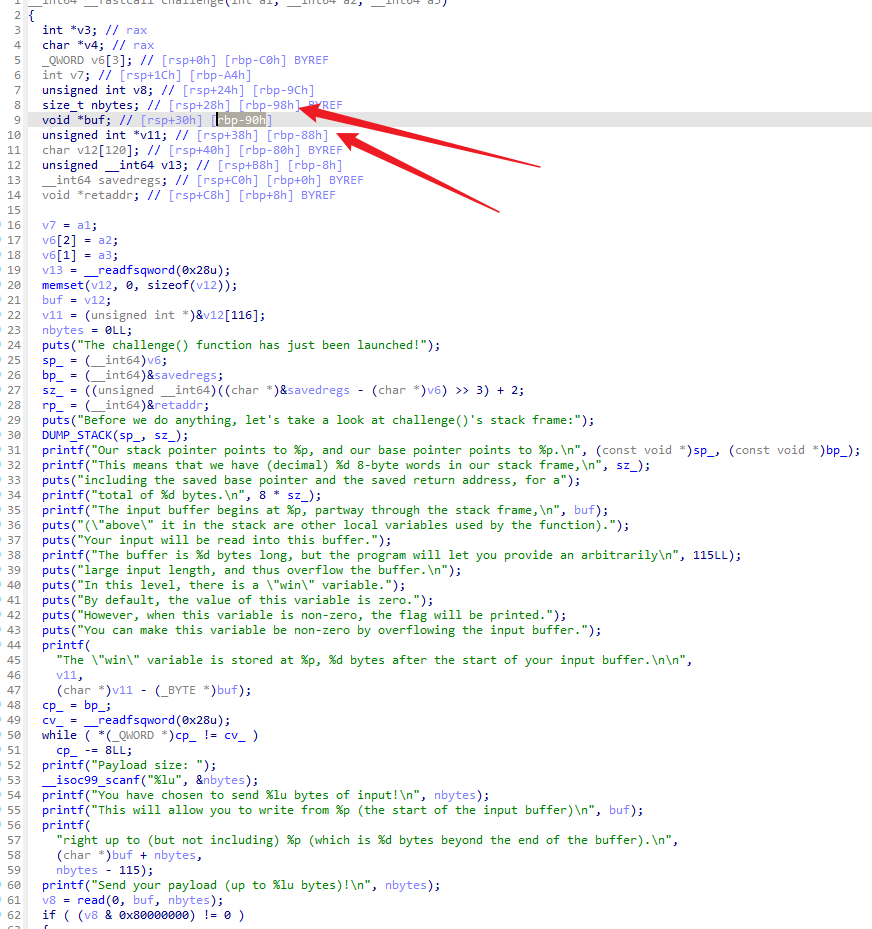 1 __int64 __fastcall challenge(int a1, __int64 a2, __int64 a3)
2 {
3 int *v3; // rax
4 char *v4; // rax
5 _QWORD v6[3]; // [rsp+0h] [rbp-C0h] BYREF
6 int v7; // [rsp+1Ch] [rbp-A4h]
7 unsigned int v8; // [rsp+24h] [rbp-9Ch]
8 size_t nbytes; // [rsp+28h] [rbp-98h] BYREF
9 void *buf; // [rsp+30h] [rbp-90h]
10 unsigned int *v11; // [rsp+38h] [rbp-88h]
11 char v12[120]; // [rsp+40h] [rbp-80h] BYREF
12 unsigned __int64 v13; // [rsp+B8h] [rbp-8h]
13 __int64 savedregs; // [rsp+C0h] [rbp+0h] BYREF
14 void *retaddr; // [rsp+C8h] [rbp+8h] BYREF
15
16 v7 = a1;
17 v6[2] = a2;
18 v6[1] = a3;
19 v13 = __readfsqword(0x28u);
20 memset(v12, 0, sizeof(v12));
21 buf = v12;
22 v11 = (unsigned int *)&v12[116];
23 nbytes = 0LL;
24 puts("The challenge() function has just been launched!");
25 sp_ = (__int64)v6;
26 bp_ = (__int64)&savedregs;
27 sz_ = ((unsigned __int64)((char *)&savedregs - (char *)v6) >> 3) + 2;
28 rp_ = (__int64)&retaddr;
29 puts("Before we do anything, let's take a look at challenge()'s stack frame:");
30 DUMP_STACK(sp_, sz_);
31 printf("Our stack pointer points to %p, and our base pointer points to %p.\n", (const void *)sp_, (const void *)bp_);
32 printf("This means that we have (decimal) %d 8-byte words in our stack frame,\n", sz_);
33 puts("including the saved base pointer and the saved return address, for a");
34 printf("total of %d bytes.\n", 8 * sz_);
35 printf("The input buffer begins at %p, partway through the stack frame,\n", buf);
36 puts("(\"above\" it in the stack are other local variables used by the function).");
37 puts("Your input will be read into this buffer.");
38 printf("The buffer is %d bytes long, but the program will let you provide an arbitrarily\n", 115LL);
39 puts("large input length, and thus overflow the buffer.\n");
40 puts("In this level, there is a \"win\" variable.");
41 puts("By default, the value of this variable is zero.");
42 puts("However, when this variable is non-zero, the flag will be printed.");
43 puts("You can make this variable be non-zero by overflowing the input buffer.");
44 printf(
45 "The \"win\" variable is stored at %p, %d bytes after the start of your input buffer.\n\n",
46 v11,
47 (char *)v11 - (_BYTE *)buf);
48 cp_ = bp_;
49 cv_ = __readfsqword(0x28u);
50 while ( *(_QWORD *)cp_ != cv_ )
51 cp_ -= 8LL;
52 printf("Payload size: ");
53 __isoc99_scanf("%lu", &nbytes);
54 printf("You have chosen to send %lu bytes of input!\n", nbytes);
55 printf("This will allow you to write from %p (the start of the input buffer)\n", buf);
56 printf(
57 "right up to (but not including) %p (which is %d bytes beyond the end of the buffer).\n",
58 (char *)buf + nbytes,
59 nbytes - 115);
60 printf("Send your payload (up to %lu bytes)!\n", nbytes);
61 v8 = read(0, buf, nbytes);
62 if ( (v8 & 0x80000000) != 0 )